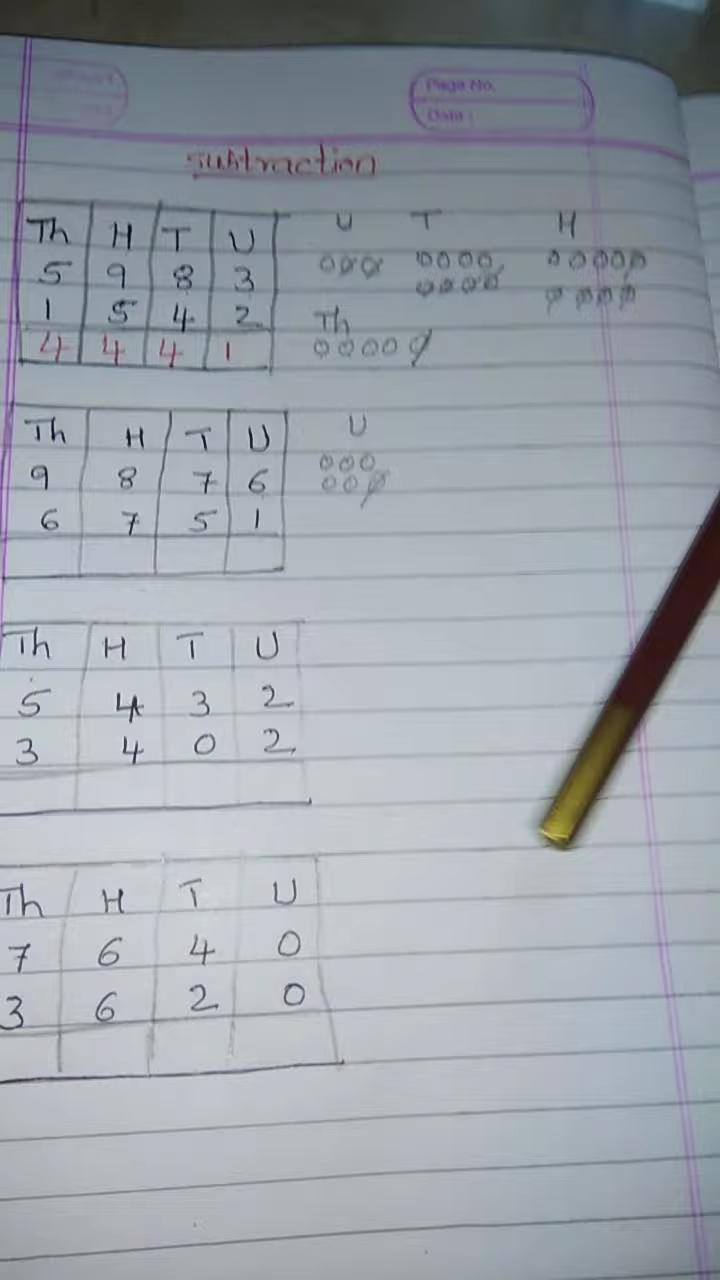 Page No.
Date :
subtraction
Th H T U U T H
5 9 8 3
1 5 4 2 Th
4 4 4 1
Th H T U U
9 8 7 6
6 7 5 1
Th H T U
5 4 3 2
3 4 0 2
Th H T U
7 6 4 0
3 6 2 0